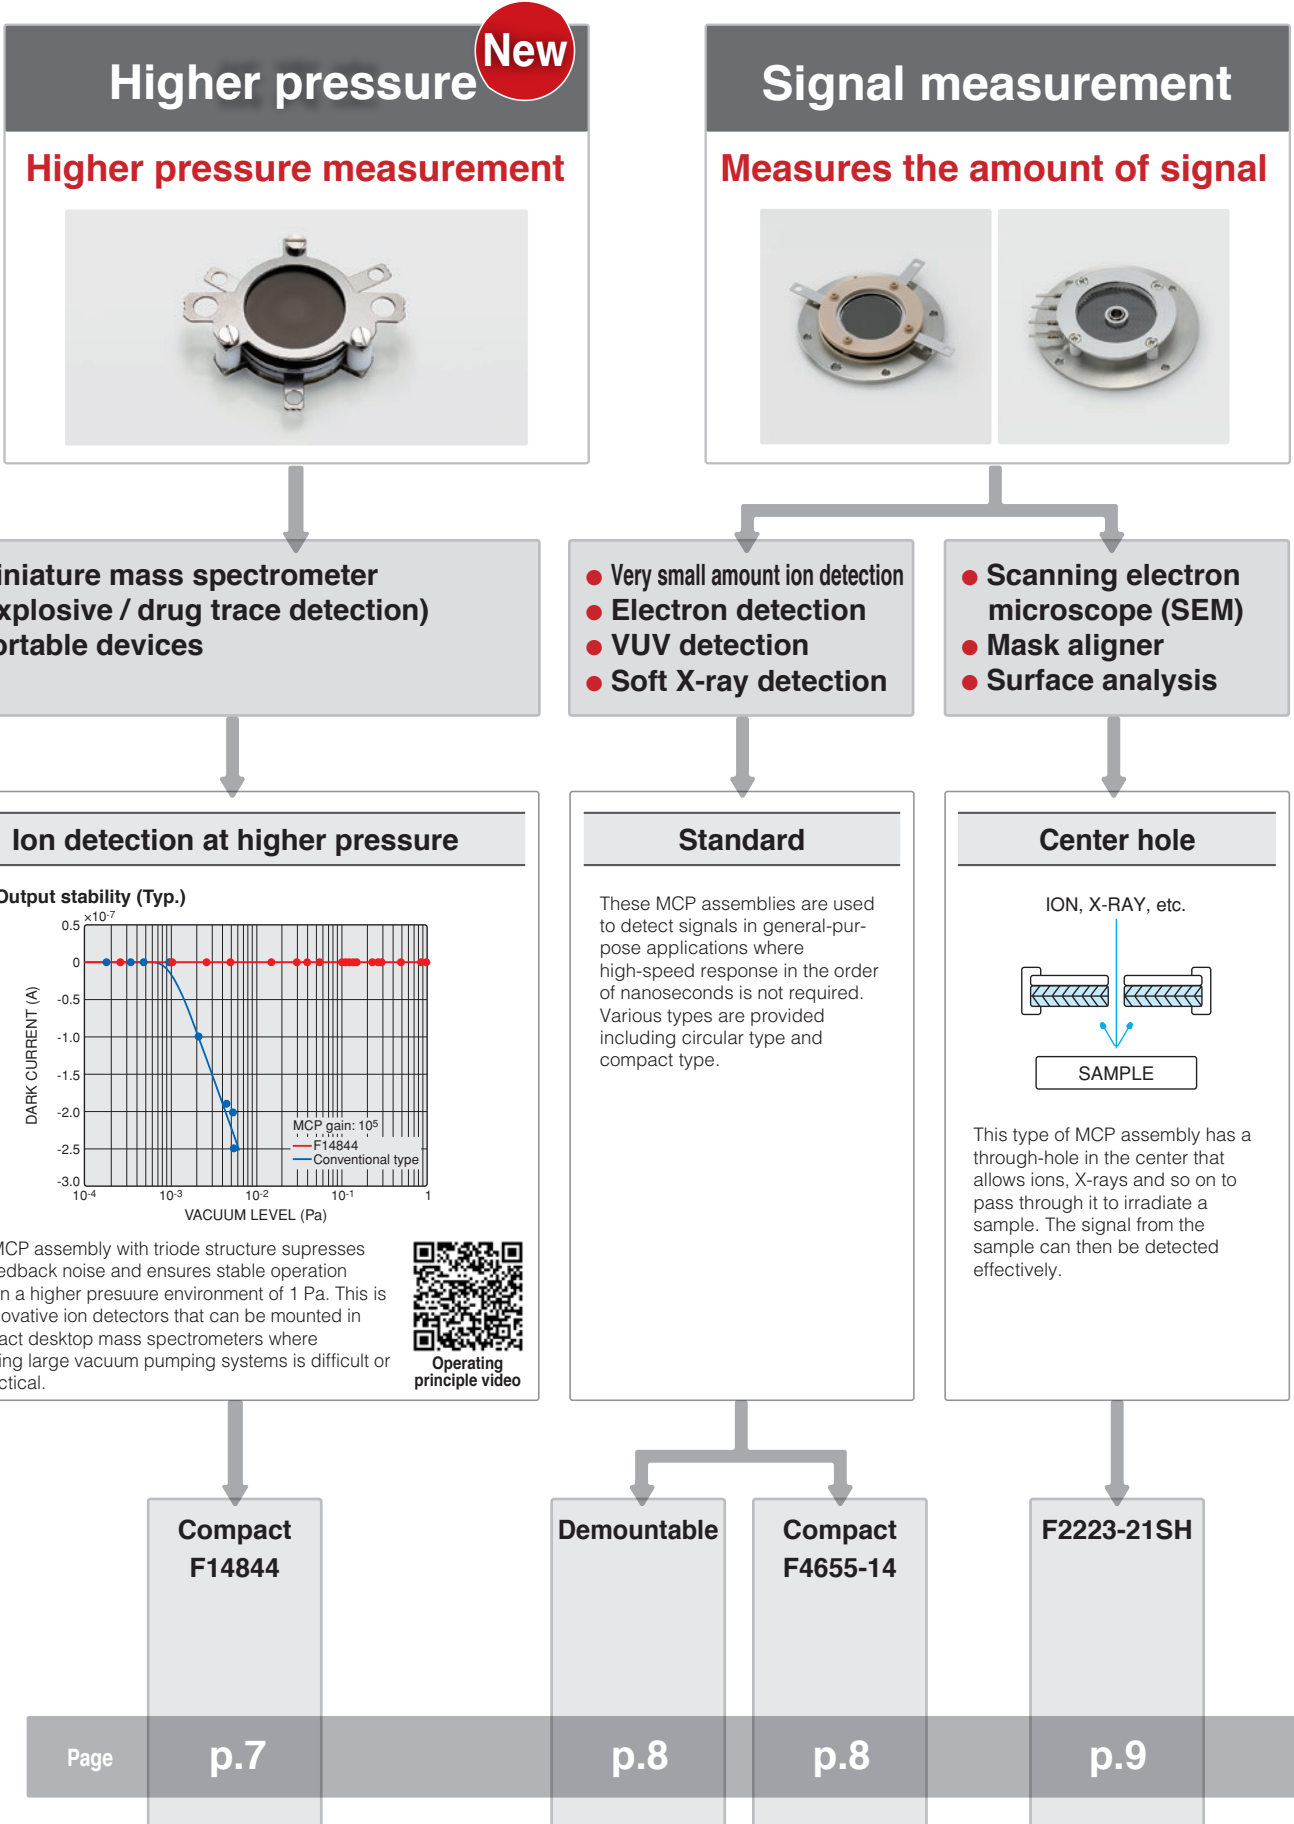 Higher pressure
New
Higher pressure measurement
Signal measurement
Measures the amount of signal
iniature mass spectrometer
xplosive / drug trace detection)
ortable devices
● Very small amount ion detection
● Electron detection
● VUV detection
● Soft X-ray detection
● Scanning electron
microscope (SEM)
● Mask aligner
● Surface analysis
Ion detection at higher pressure
Output stability (Typ.)
×10-7
0.5
0
-0.5
-1.0
-1.5
-2.0
-2.5
-3.0
DARK CURRENT (A)
MCP gain: 105
F14844
Conventional type
10-4 10-3 10-2 10-1 1
VACUUM LEVEL (Pa)
MCP assembly with triode structure supresses
edback noise and ensures stable operation
n a higher presuure environment of 1 Pa. This is
ovative ion detectors that can be mounted in
act desktop mass spectrometers where
ing large vacuum pumping systems is difficult or
ctical.
Operating
principle video
Standard
These MCP assemblies are used
to detect signals in general-pur-
pose applications where
high-speed response in the order
of nanoseconds is not required.
Various types are provided
including circular type and
compact type.
Center hole
ION, X-RAY, etc.
SAMPLE
This type of MCP assembly has a
through-hole in the center that
allows ions, X-rays and so on to
pass through it to irradiate a
sample. The signal from the
sample can then be detected
effectively.
Compact
F14844
Demountable
Compact
F4655-14
F2223-21SH
Page p.7 p.8 p.8 p.9